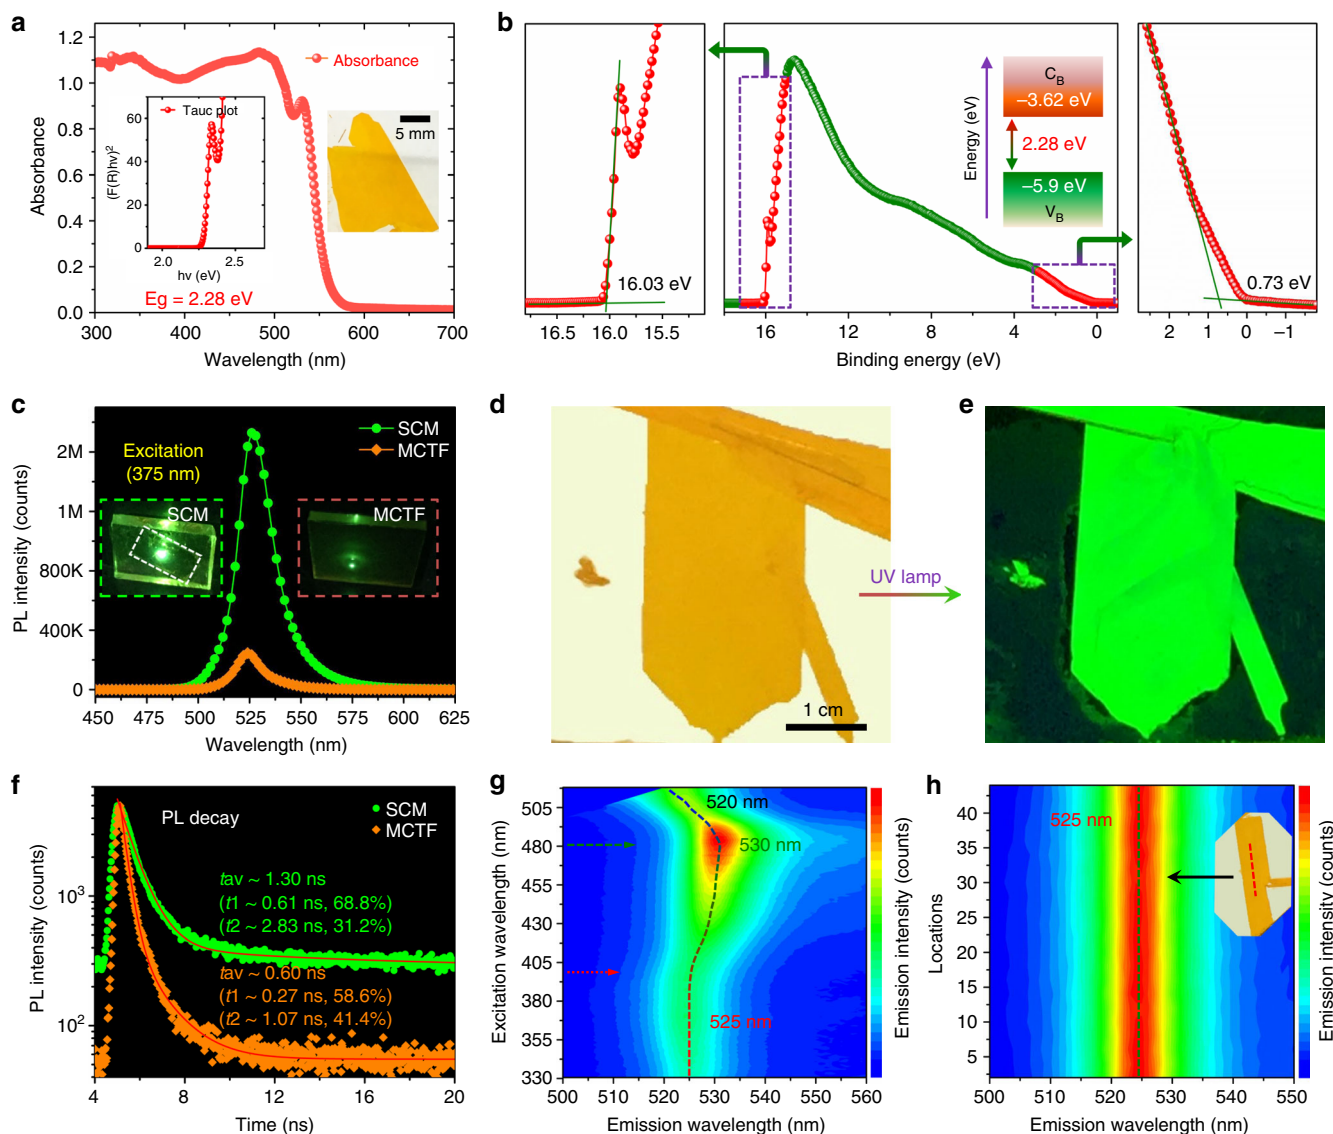 a
1.2
1.0
0.8
0.6
0.4
0.2
0.0
Absorbance
Absorbance
Tauc plot
60
40
20
0
(F(R)hv)²
2.0
2.5
hv (eV)
Eg = 2.28 eV
5 mm
300
400
500
600
700
Wavelength (nm)
b
16.03 eV
16.5
16.0
15.5
16
12
8
4
0
Binding energy (eV)
Energy (eV)
C_B
–3.62 eV
2.28 eV
–5.9 eV
V_B
0.73 eV
2
1
0
–1
c
SCM
MCTF
Excitation
(375 nm)
SCM
MCTF
2M
1M
800K
400K
0
PL intensity (counts)
450
475
500
525
550
575
600
625
Wavelength (nm)
d
1 cm
UV lamp
e
f
SCM
MCTF
PL decay
tav ~ 1.30 ns
(t1 ~ 0.61 ns, 68.8%)
(t2 ~ 2.83 ns, 31.2%)
tav ~ 0.60 ns
(t1 ~ 0.27 ns, 58.6%)
(t2 ~ 1.07 ns, 41.4%)
10³
10²
PL intensity (counts)
4
8
12
16
20
Time (ns)
g
505
480
455
430
405
380
355
330
Excitation wavelength (nm)
520 nm
530 nm
525 nm
500
510
520
530
540
550
560
Emission wavelength (nm)
Emission intensity (counts)
h
40
35
30
25
20
15
10
5
Locations
525 nm
500
510
520
530
540
550
Emission wavelength (nm)
Emission intensity (counts)